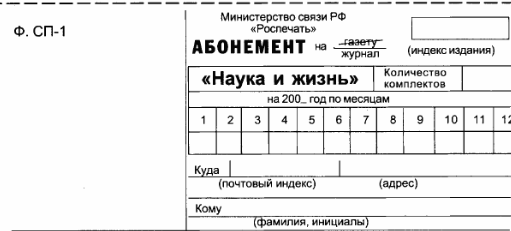 Ф. СП-1
Министерство связи РФ
«Роспечать»
АБОНЕМЕНТ на газету
журнал
(индекс издания)
«Наука и жизнь»
Количество
комплектов
на 200_ год по месяцам
1 2 3 4 5 6 7 8 9 10 11 12
Куда
(почтовый индекс) (адрес)
Кому
(фамилия, инициалы)